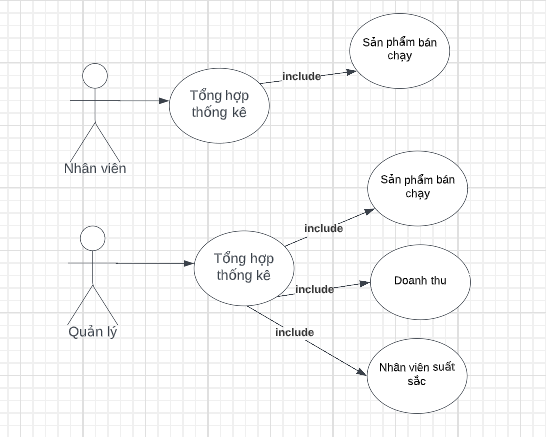 Sản phẩm bán
chạy
include
Tổng hợp
thống kê
Nhân viên
Sản phẩm bán
chạy
include
Tổng hợp
thống kê
Doanh thu
include
Quản lý
include
Nhân viên suất
sắc